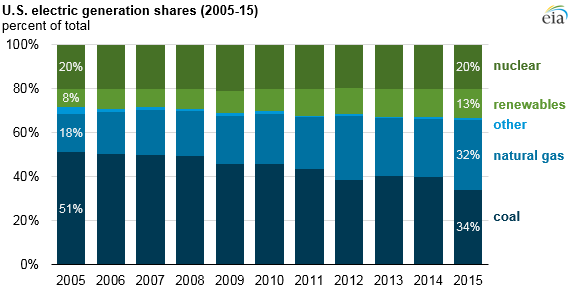 U.S. electric generation shares (2005-15)
percent of total
eia
100%
80%
60%
40%
20%
0%
20%
8%
18%
51%
20%
13%
32%
34%
nuclear
renewables
other
natural gas
coal
2005 2006 2007 2008 2009 2010 2011 2012 2013 2014 2015